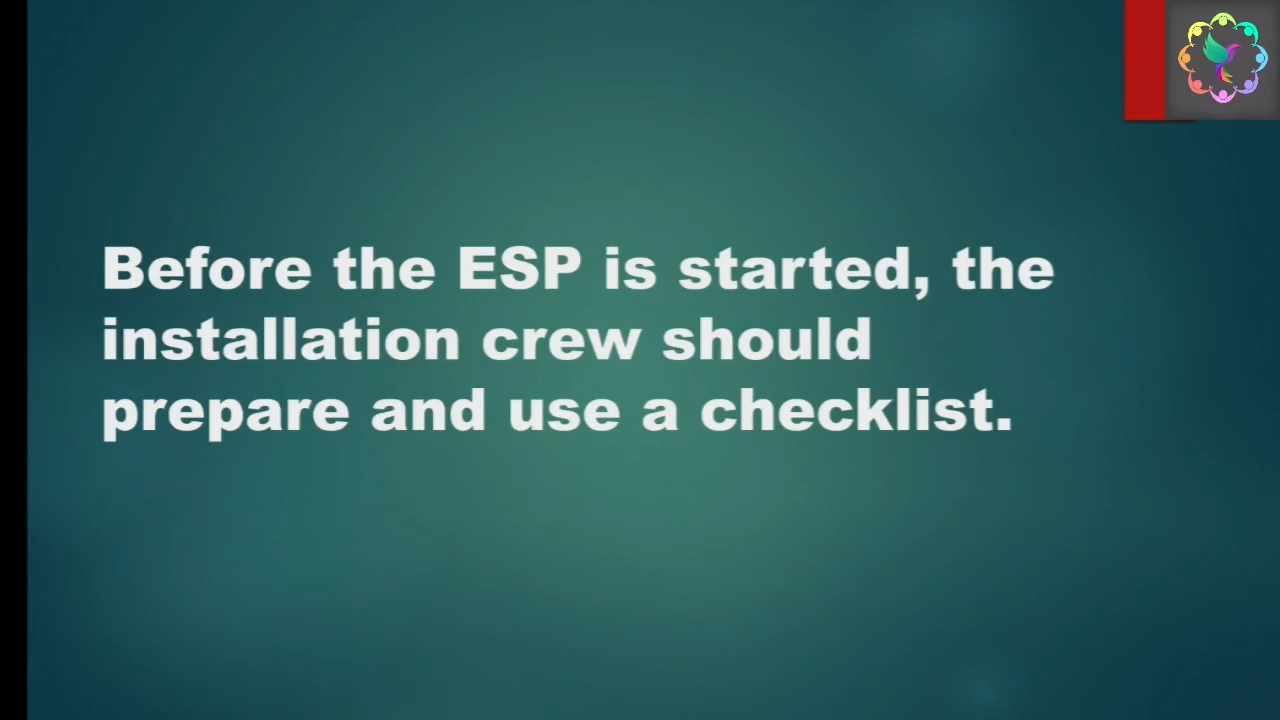 Before the ESP is started, the
installation crew should
prepare and use a checklist.